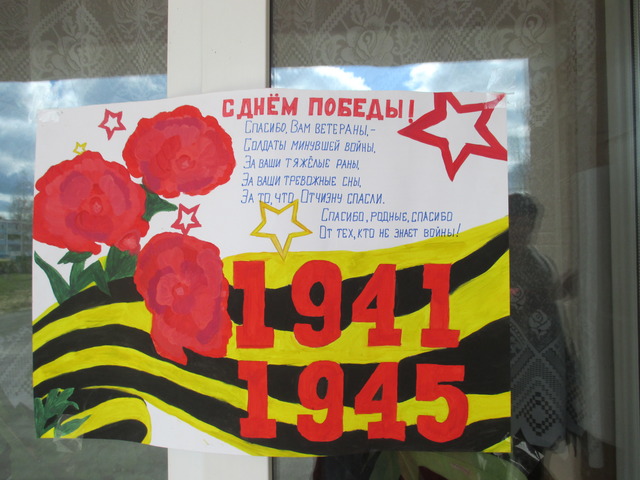 С ДНЁМ ПОБЕДЫ!
СПАСИБО, ВАМ ВЕТЕРАНЫ,-
СОЛДАТЫ МИНУВШЕЙ ВОЙНЫ,
ЗА ВАШИ ТЯЖЁЛЫЕ РАНЫ,
ЗА ВАШИ ТРЕВОЖНЫЕ СНЫ,
ЗА ТО, ЧТО ОТЧИЗНУ СПАСЛИ.
СПАСИБО, РОДНЫЕ, СПАСИБО
ОТ ТЕХ, КТО НЕ ЗНАЕТ ВОЙНЫ!
1941
1945